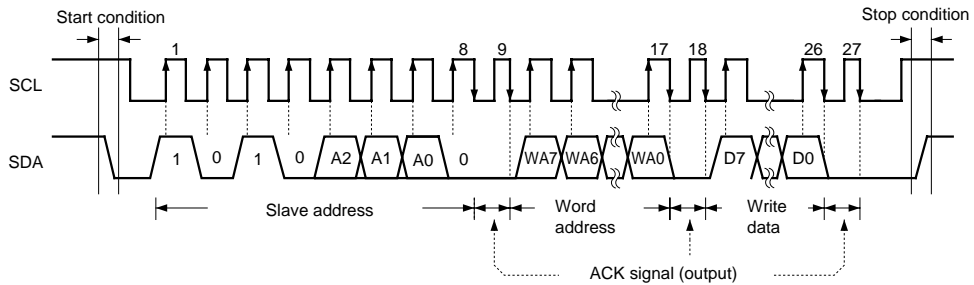 Start condition
Stop condition
1
8
9
17
18
26
27
SCL
SDA
1
0
1
0
A2
A1
A0
0
WA7
WA6
WA0
D7
D0
Slave address
Word
address
Write
data
ACK signal (output)